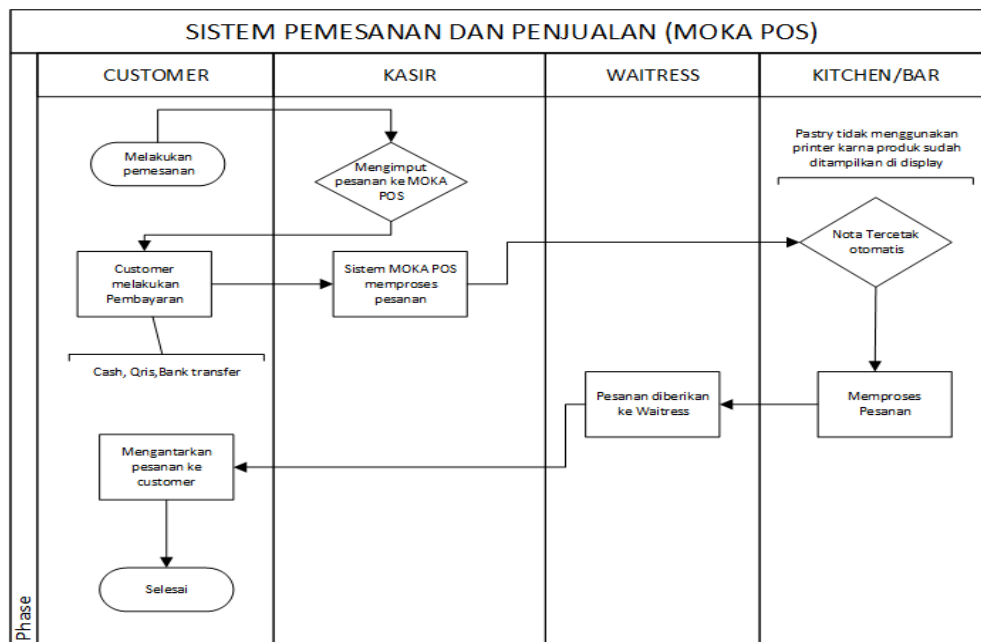 SISTEM PEMESANAN DAN PENJUALAN (MOKA POS)
CUSTOMER
KASIR
WAITRESS
KITCHEN/BAR
Melakukan
pemesanan
Mengimput
pesanan ke MOKA
POS
Pastry tidak menggunakan
printer karna produk sudah
ditampilkan di display
Nota Tercetak
otomatis
Customer
melakukan
Pembayaran
Sistem MOKA POS
memproses
pesanan
Cash, Qris,Bank transfer
Pesanan diberikan
ke Waitress
Memproses
Pesanan
Mengantarkan
pesanan ke
customer
Selesai
Phase